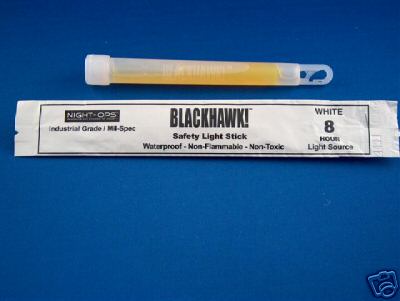 NIGHT-OPS
Industrial Grade / Mil-Spec
BLACKHAWK!
Safety Light Stick
Waterproof - Non-Flammable - Non-Toxic
WHITE
8
HOUR
Light Source